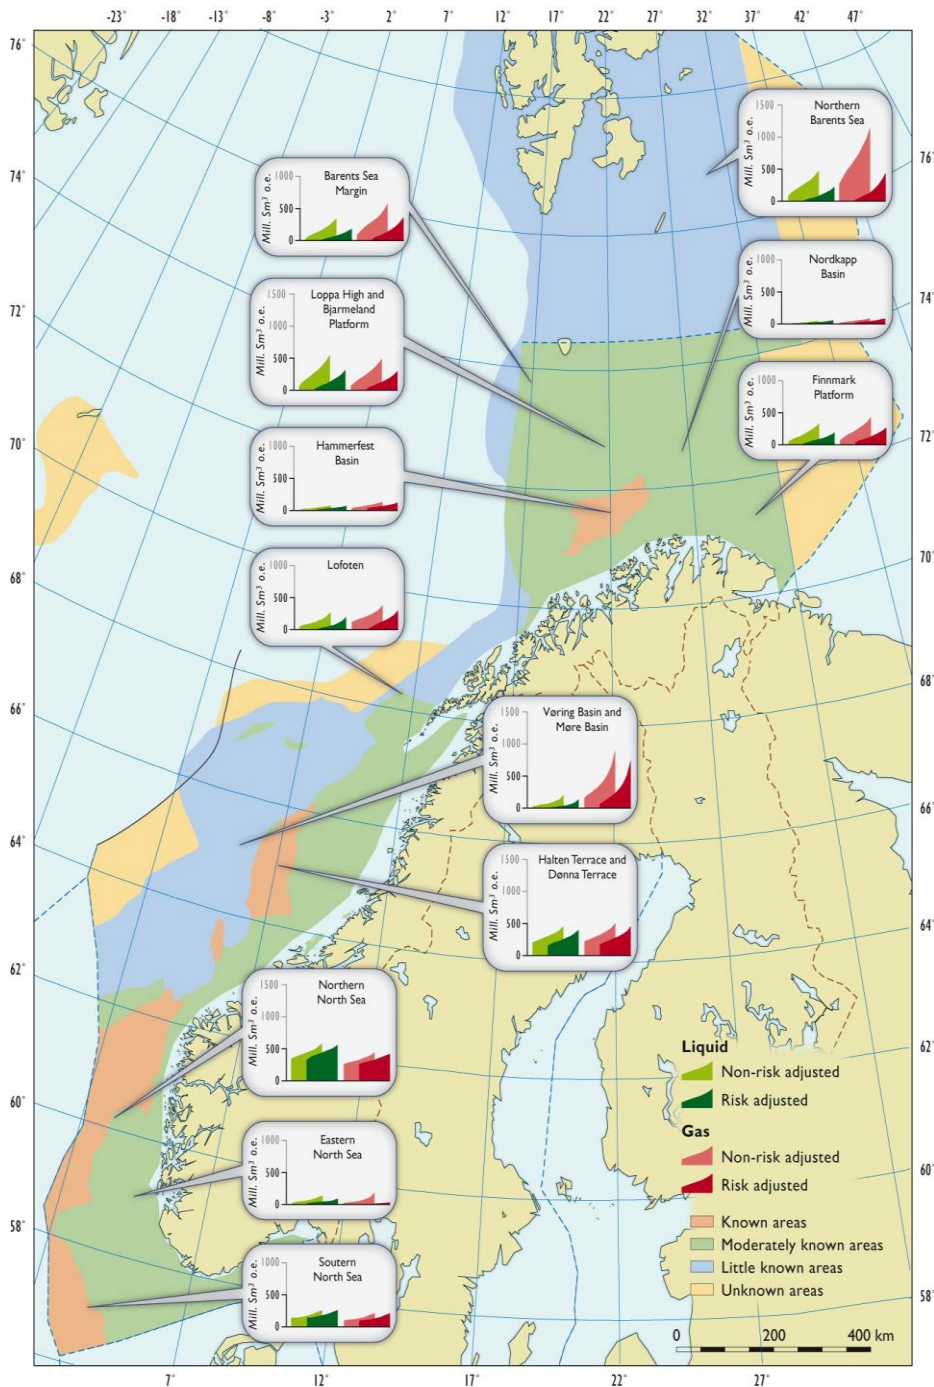 -23° -18° -13° -8° -3° 2° 7° 12° 17° 22° 27° 32° 37° 42° 47°
76°
74°
72°
70°
68°
66°
64°
62°
60°
58°
Mill. Sm³ o.e.
1000
500
0
Barents Sea
Margin
Mill. Sm³ o.e.
1500
1000
500
0
Loppa High and
Bjarmeland
Platform
Mill. Sm³ o.e.
1000
500
0
Hammerfest
Basin
Mill. Sm³ o.e.
1000
500
0
Lofoten
Mill. Sm³ o.e.
1500
1000
500
0
Northern
Barents Sea
Mill. Sm³ o.e.
1000
500
0
Nordkapp
Basin
Mill. Sm³ o.e.
1000
500
0
Finnmark
Platform
Mill. Sm³ o.e.
1500
1000
500
0
Vøring Basin and
Møre Basin
Mill. Sm³ o.e.
1500
1000
500
0
Halten Terrace and
Dønna Terrace
Mill. Sm³ o.e.
1500
1000
500
0
Northern
North Sea
Mill. Sm³ o.e.
1000
500
0
Eastern
North Sea
Mill. Sm³ o.e.
1000
500
0
Soutern
North Sea
76°
74°
72°
70°
68°
66°
64°
62°
60°
58°
Liquid
Non-risk adjusted
Risk adjusted
Gas
Non-risk adjusted
Risk adjusted
Known areas
Moderately known areas
Little known areas
Unknown areas
0 200 400 km
7° 12° 17° 22° 27°